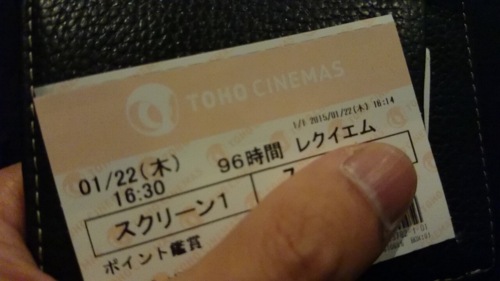 TOHO CINEMAS
1/F 2015/01/22(木) 16:14
01/22(木) 96時間 レクイエム
16:30
スクリーン1
ポイント鑑賞